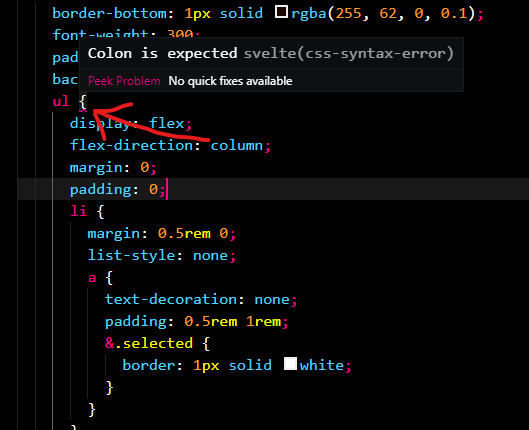 border-bottom: 1px solid rgba(255, 62, 0, 0.1);
font-weight: 300;
Colon is expected svelte(css-syntax-error)
Peek Problem No quick fixes available
pad
bac
ul {
display: flex;
flex-direction: column;
margin: 0;
padding: 0;
li {
margin: 0.5rem 0;
list-style: none;
a {
text-decoration: none;
padding: 0.5rem 1rem;
&.selected {
border: 1px solid white;
}
}
}